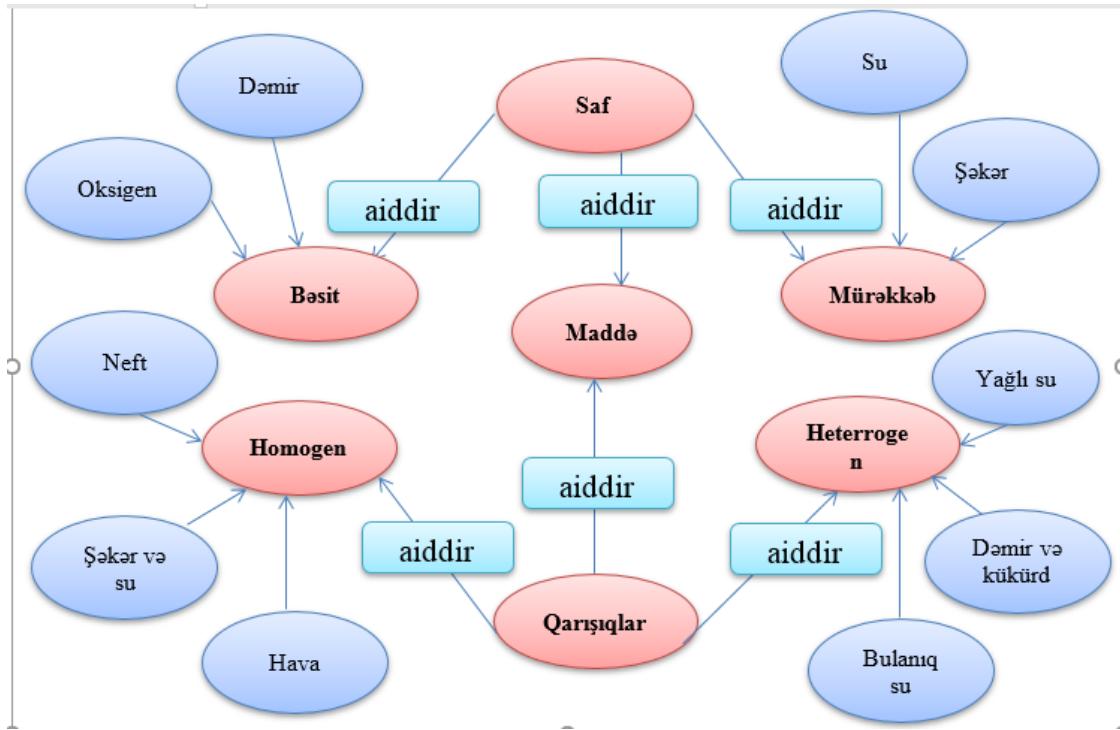 Su
Dəmir
Saf
Şəkər
Oksigen
aiddir
aiddir
aiddir
Bəsit
Mürəkkəb
Maddə
Neft
Yağlı su
Homogen
Heterroge
n
aiddir
aiddir
aiddir
Şəkər və
su
Dəmir və
kükürd
Qarışıqlar
Hava
Bulanıq
su